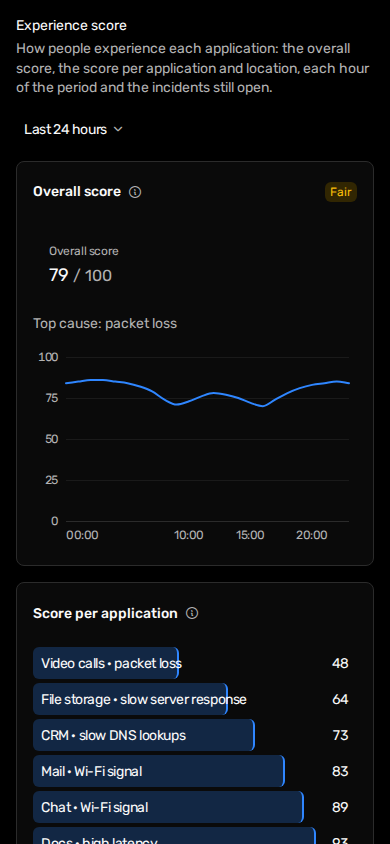 Experience score
How people experience each application: the overall
score, the score per application and location, each hour
of the period and the incidents still open.
Last 24 hours
Overall score
Fair
Overall score
79 / 100
Top cause: packet loss
100
75
50
25
0
00:00 10:00 15:00 20:00
Score per application
Video calls • packet loss 48
File storage • slow server response 64
CRM • slow DNS lookups 73
Mail • Wi-Fi signal 83
Chat • Wi-Fi signal 89
Docs • high latency 93